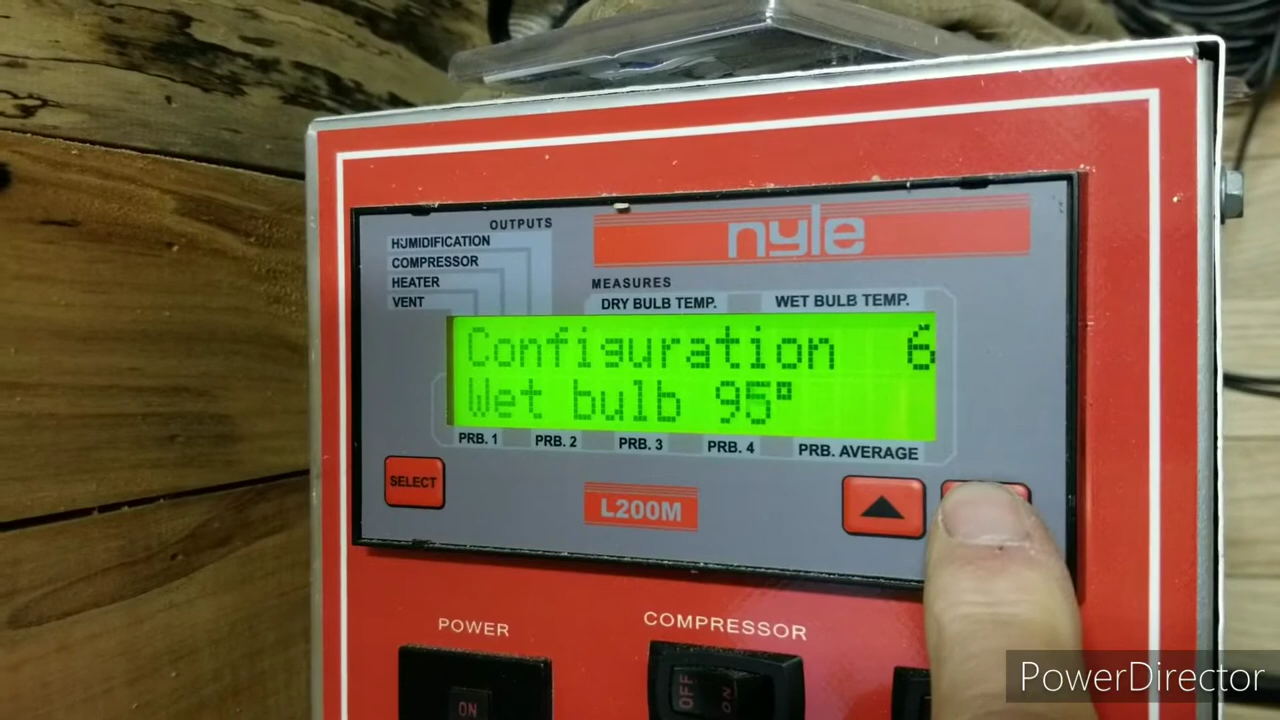 OUTPUTS
HUMIDIFICATION
COMPRESSOR
HEATER
VENT
nyle
MEASURES
DRY BULB TEMP. WET BULB TEMP.
Configuration 6
Wet bulb 95°
PRB. 1 PRB. 2 PRB. 3 PRB. 4 PRB. AVERAGE
SELECT
L200M
POWER
COMPRESSOR
ON
OFF ON
PowerDirector